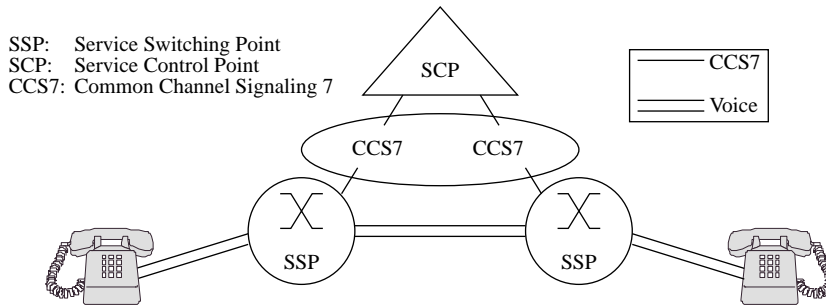 SSP: Service Switching Point
SCP: Service Control Point
CCS7: Common Channel Signaling 7
SCP
CCS7
Voice
CCS7 CCS7
SSP SSP